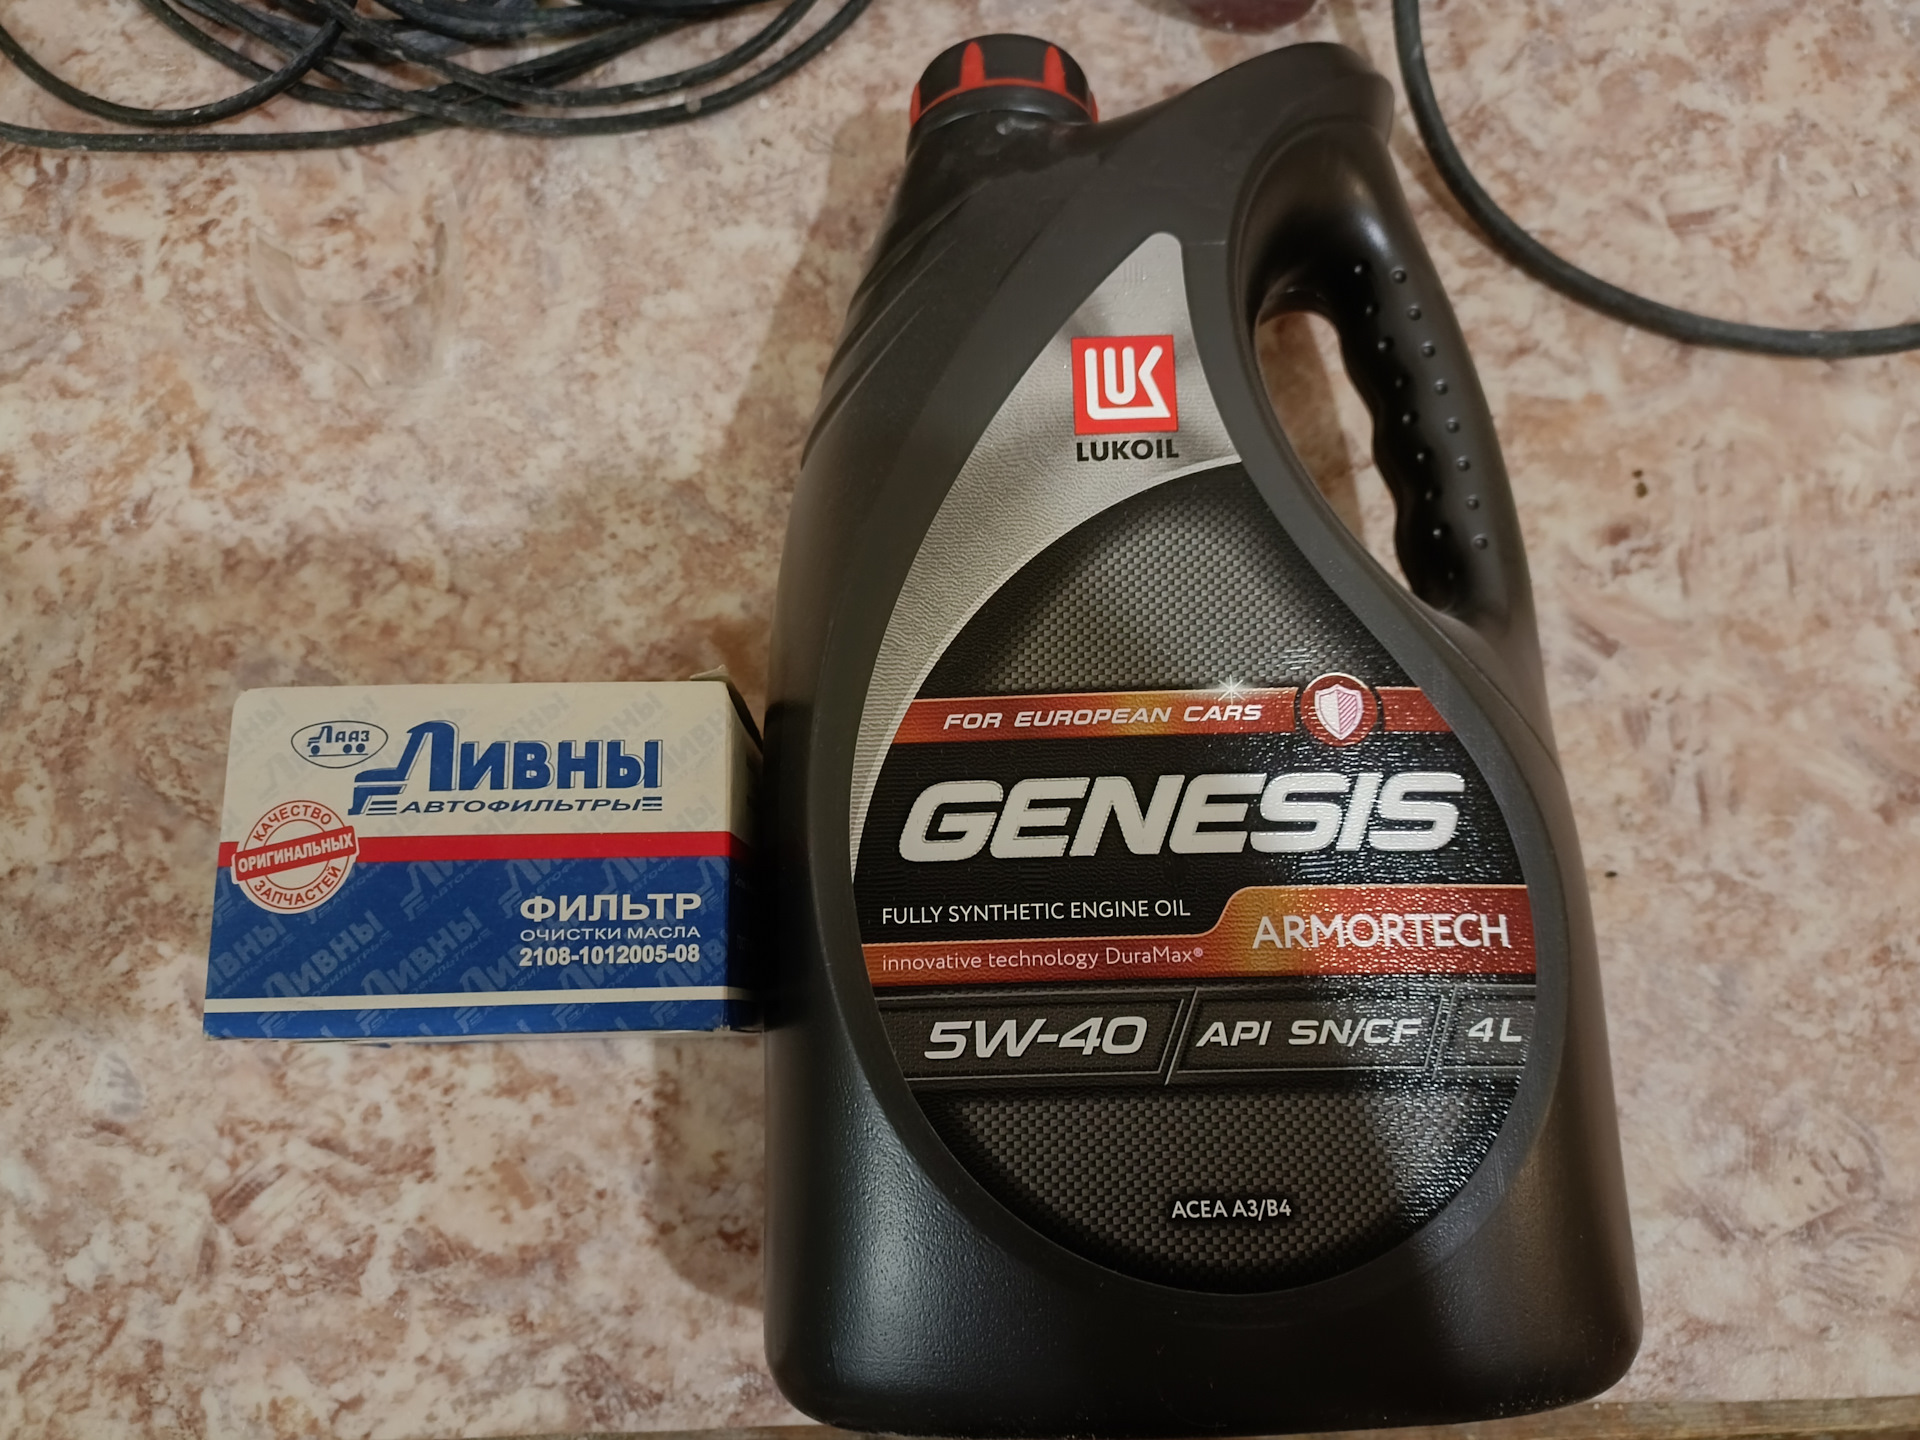 ЛААЗ
Ливны
АВТОФИЛЬТРЫ
КАЧЕСТВО
ОРИГИНАЛЬНЫХ
ЗАПЧАСТЕЙ
ФИЛЬТР
ОЧИСТКИ МАСЛА
2108-1012005-08
LUK
LUKOIL
FOR EUROPEAN CARS
GENESIS
FULLY SYNTHETIC ENGINE OIL
ARMORTECH
innovative technology DuraMax®
5W-40 API SN/CF 4L
ACEA A3/B4